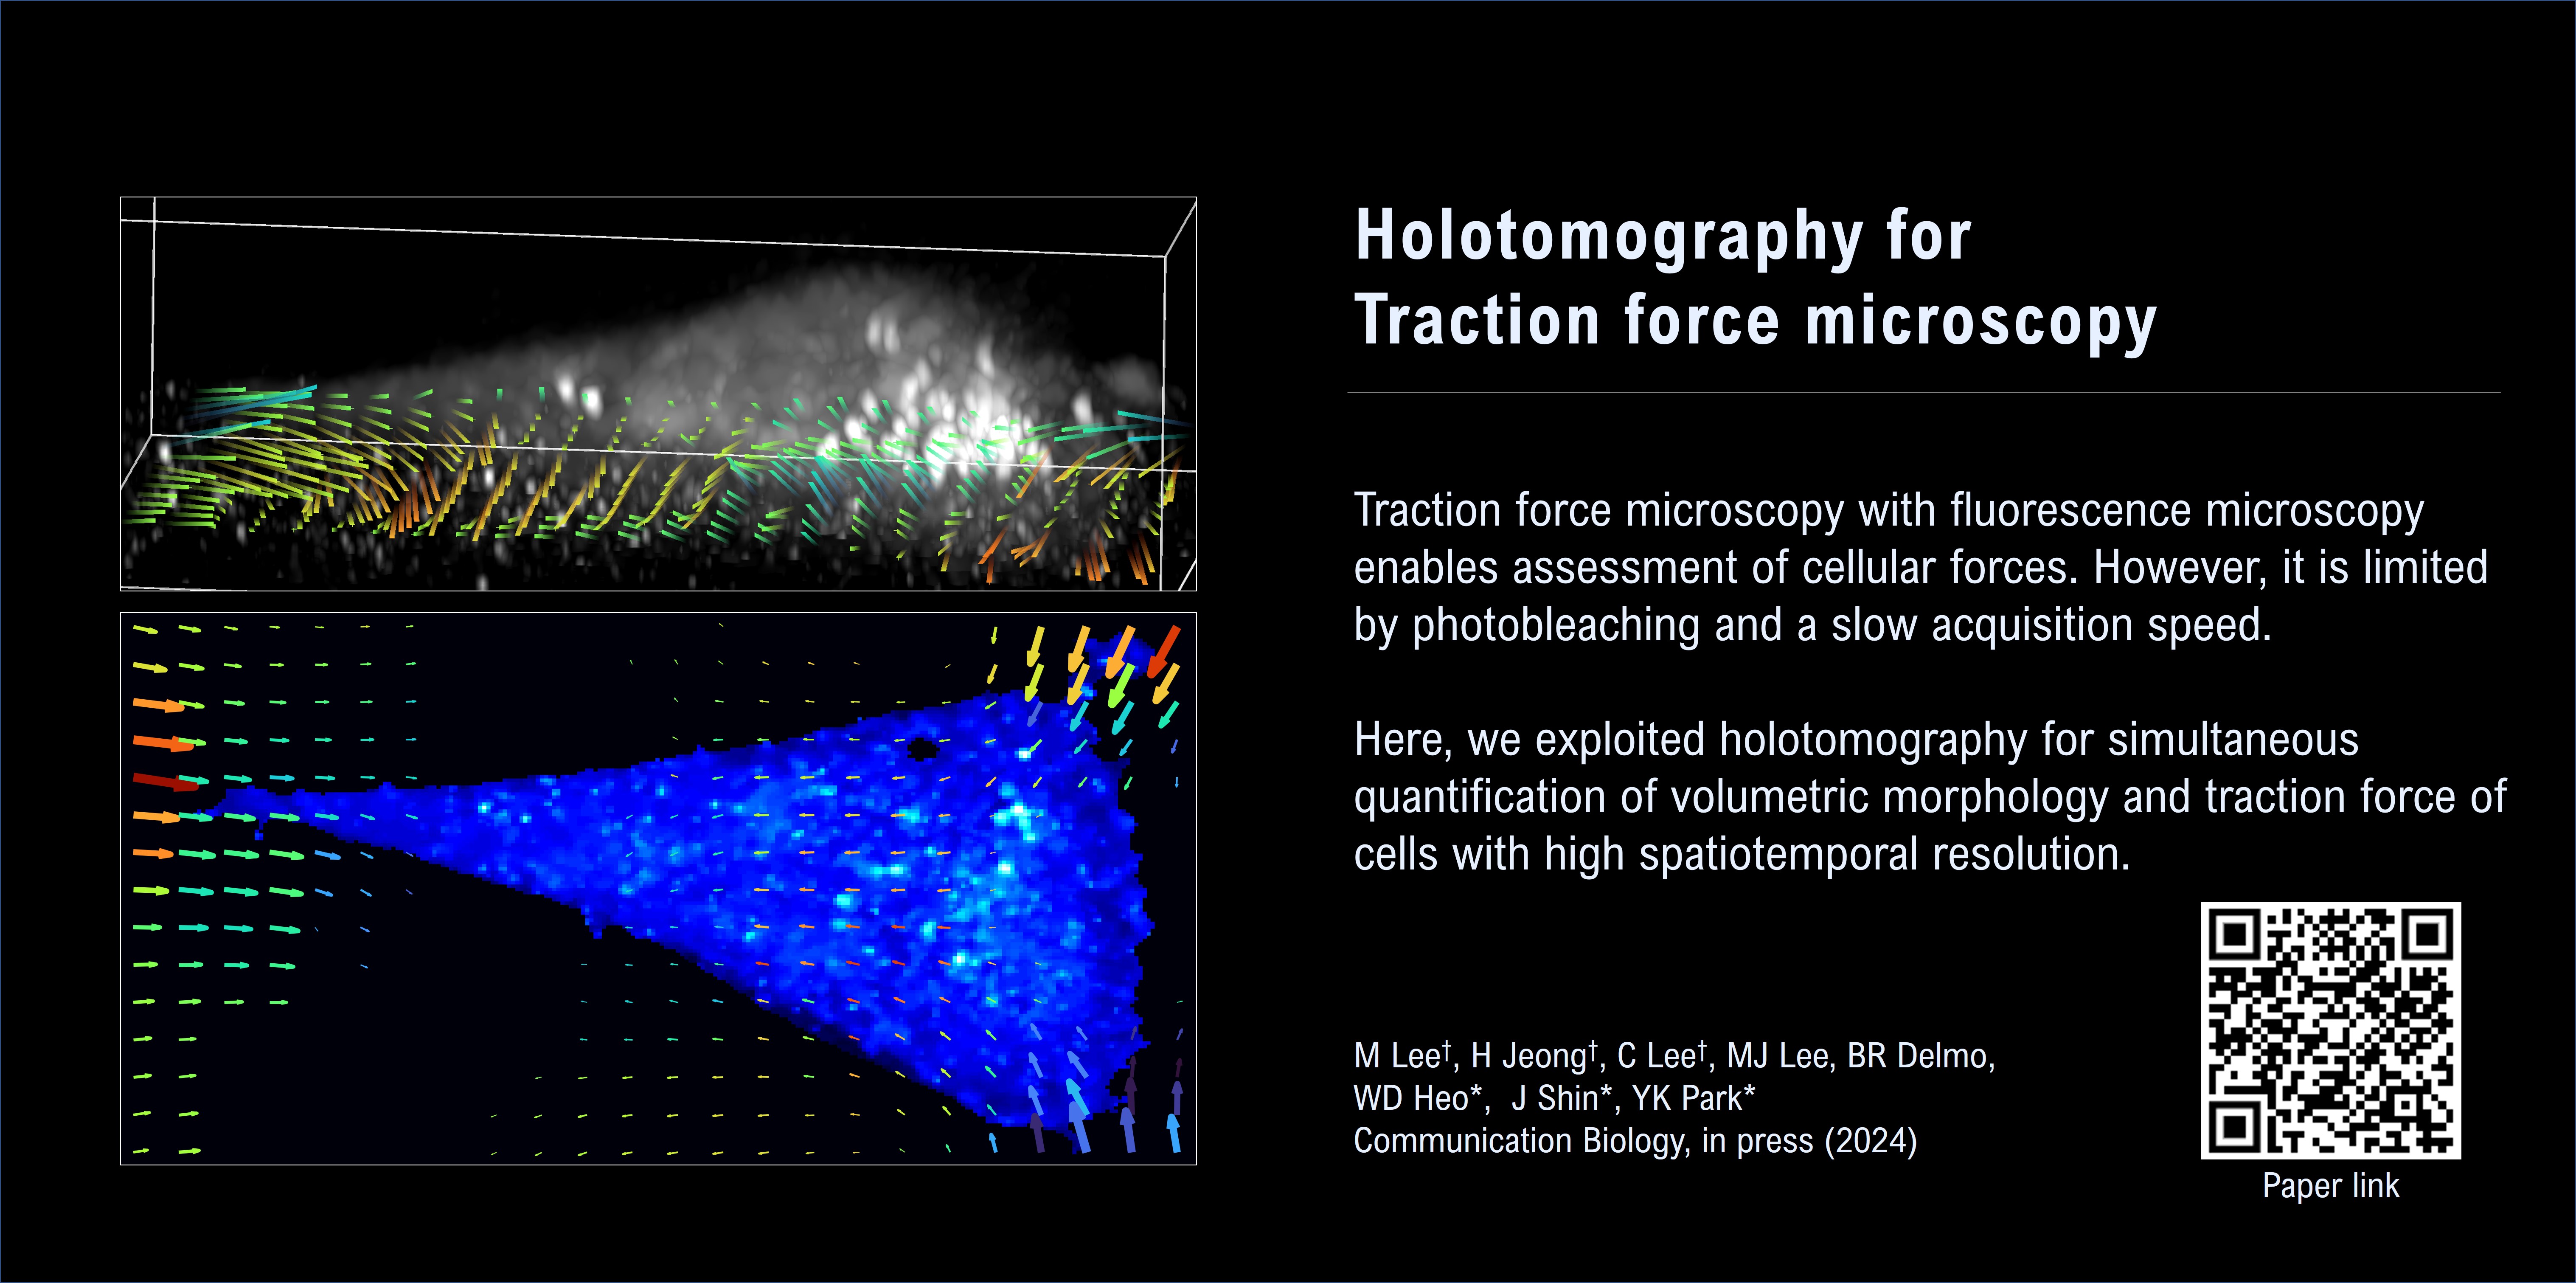 Holotomography for
Traction force microscopy
Traction force microscopy with fluorescence microscopy
enables assessment of cellular forces. However, it is limited
by photobleaching and a slow acquisition speed.
Here, we exploited holotomography for simultaneous
quantification of volumetric morphology and traction force of
cells with high spatiotemporal resolution.
M Lee†, H Jeong†, C Lee†, MJ Lee, BR Delmo,
WD Heo*, J Shin*, YK Park*
Communication Biology, in press (2024)
Paper link